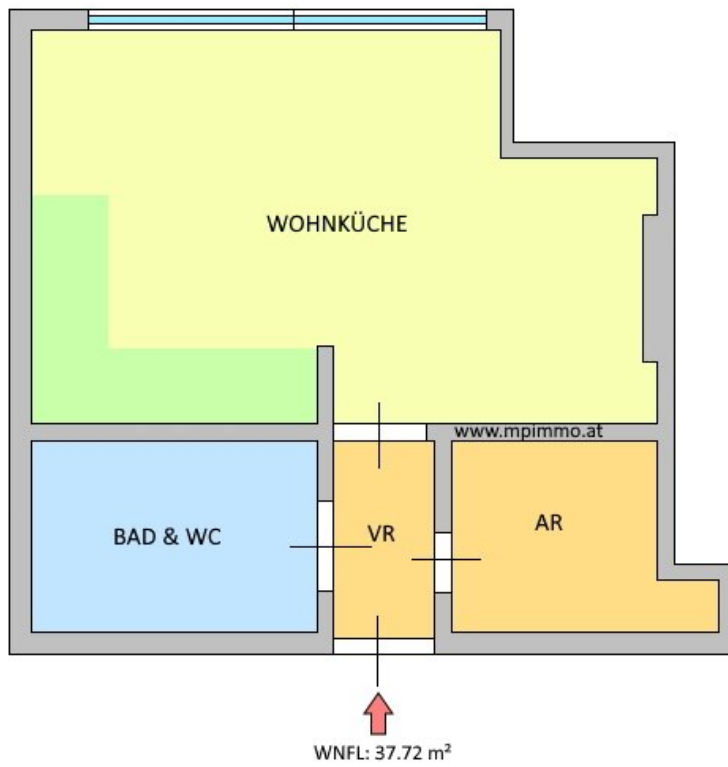 WOHNKÜCHE
www.mpimmo.at
BAD & WC
VR
AR
WNFL: 37.72 m²